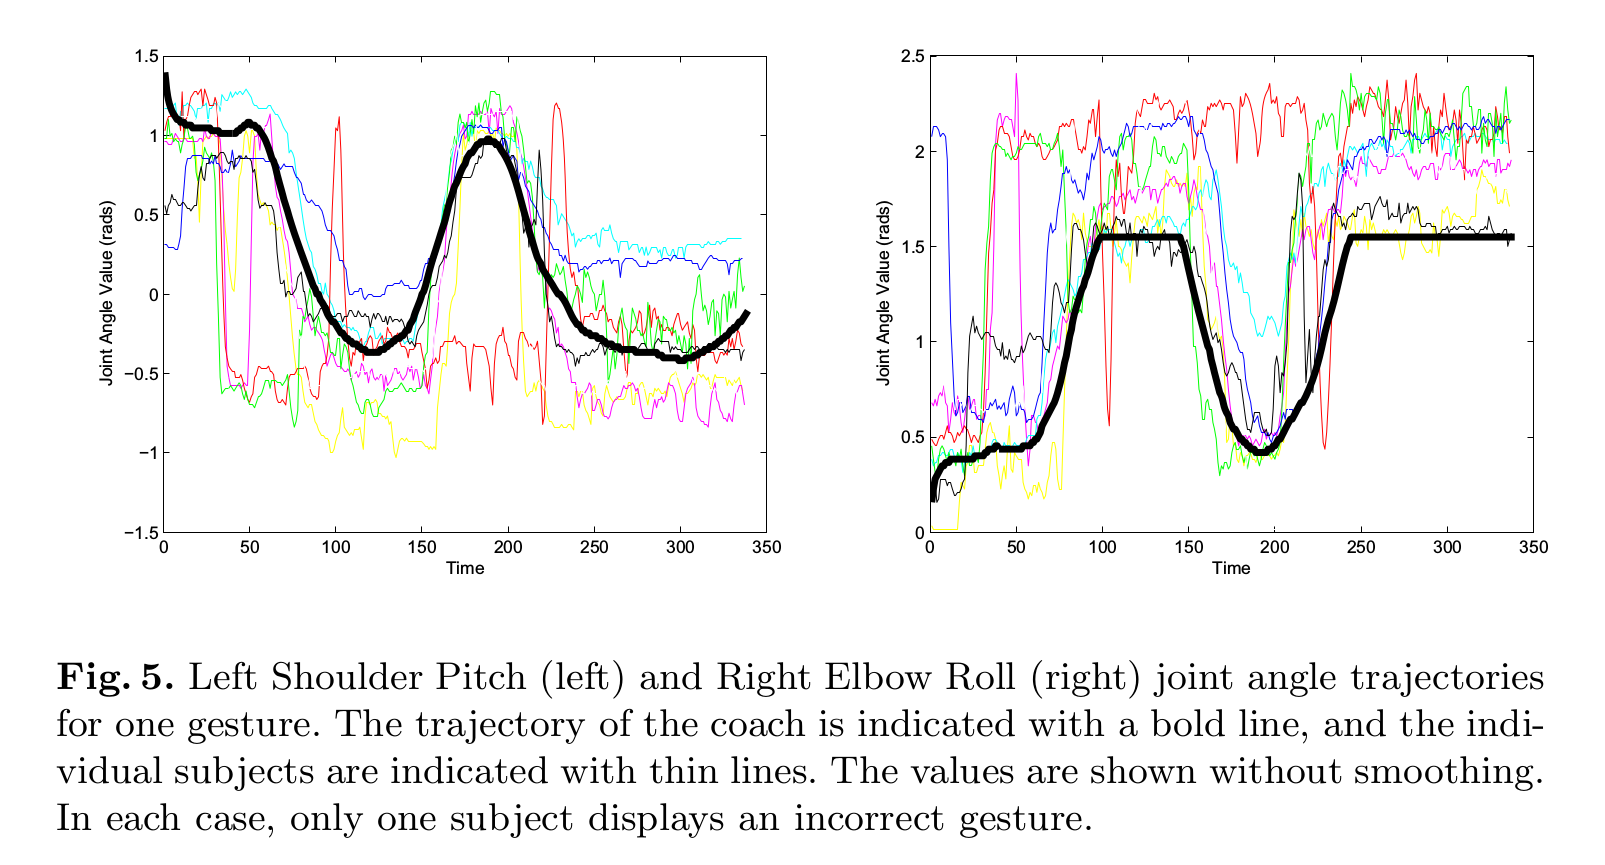 1.5
1
0.5
0
−0.5
−1
−1.5
0 50 100 150 200 250 300 350
Time
Joint Angle Value (rads)
2.5
2
1.5
1
0.5
0
0 50 100 150 200 250 300 350
Time
Joint Angle Value (rads)
Fig. 5. Left Shoulder Pitch (left) and Right Elbow Roll (right) joint angle trajectories
for one gesture. The trajectory of the coach is indicated with a bold line, and the indi-
vidual subjects are indicated with thin lines. The values are shown without smoothing.
In each case, only one subject displays an incorrect gesture.